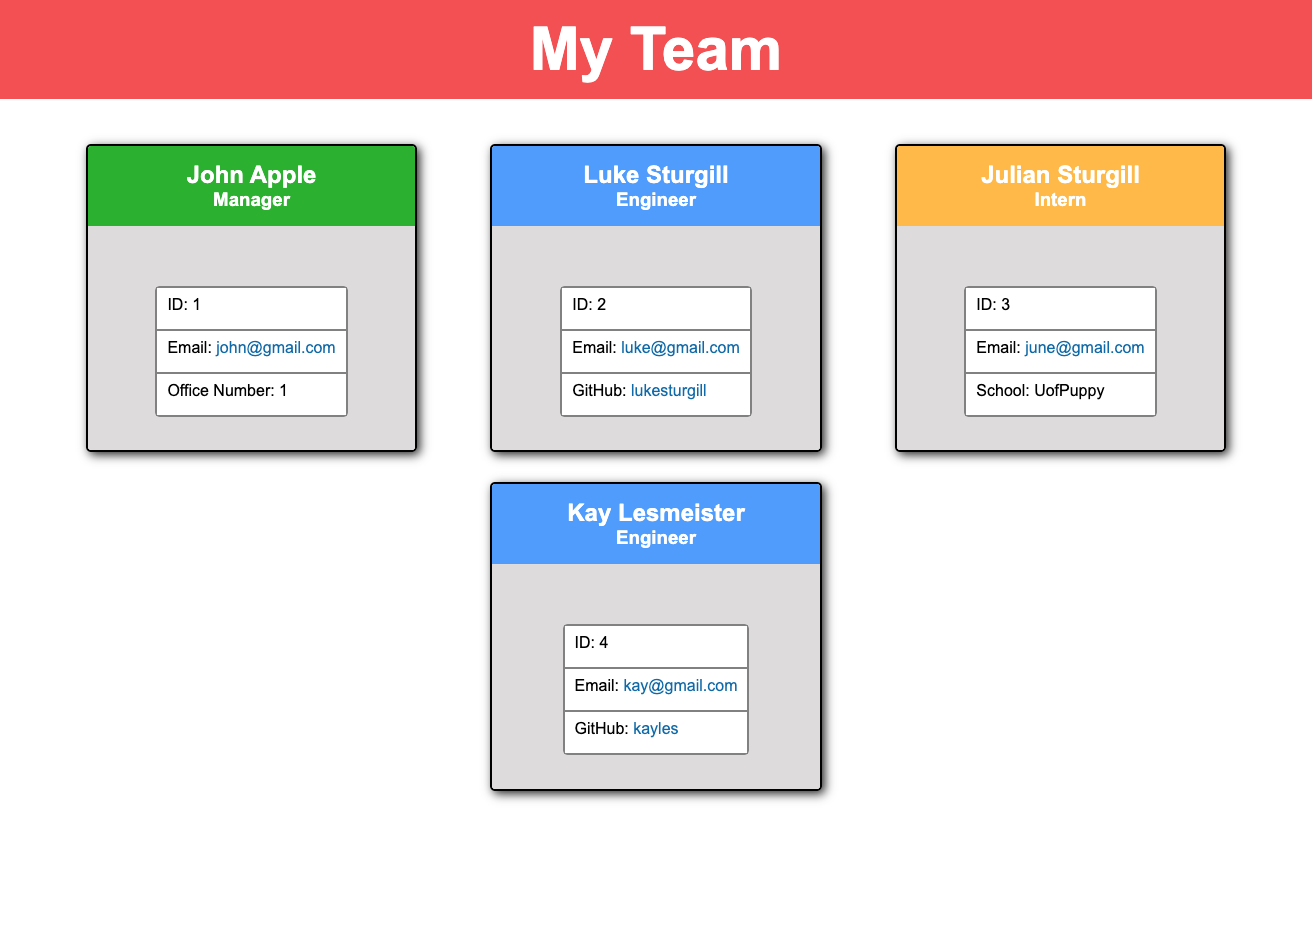 My Team
John Apple
Manager
ID: 1
Email: john@gmail.com
Office Number: 1
Luke Sturgill
Engineer
ID: 2
Email: luke@gmail.com
GitHub: lukesturgill
Julian Sturgill
Intern
ID: 3
Email: june@gmail.com
School: UofPuppy
Kay Lesmeister
Engineer
ID: 4
Email: kay@gmail.com
GitHub: kayles